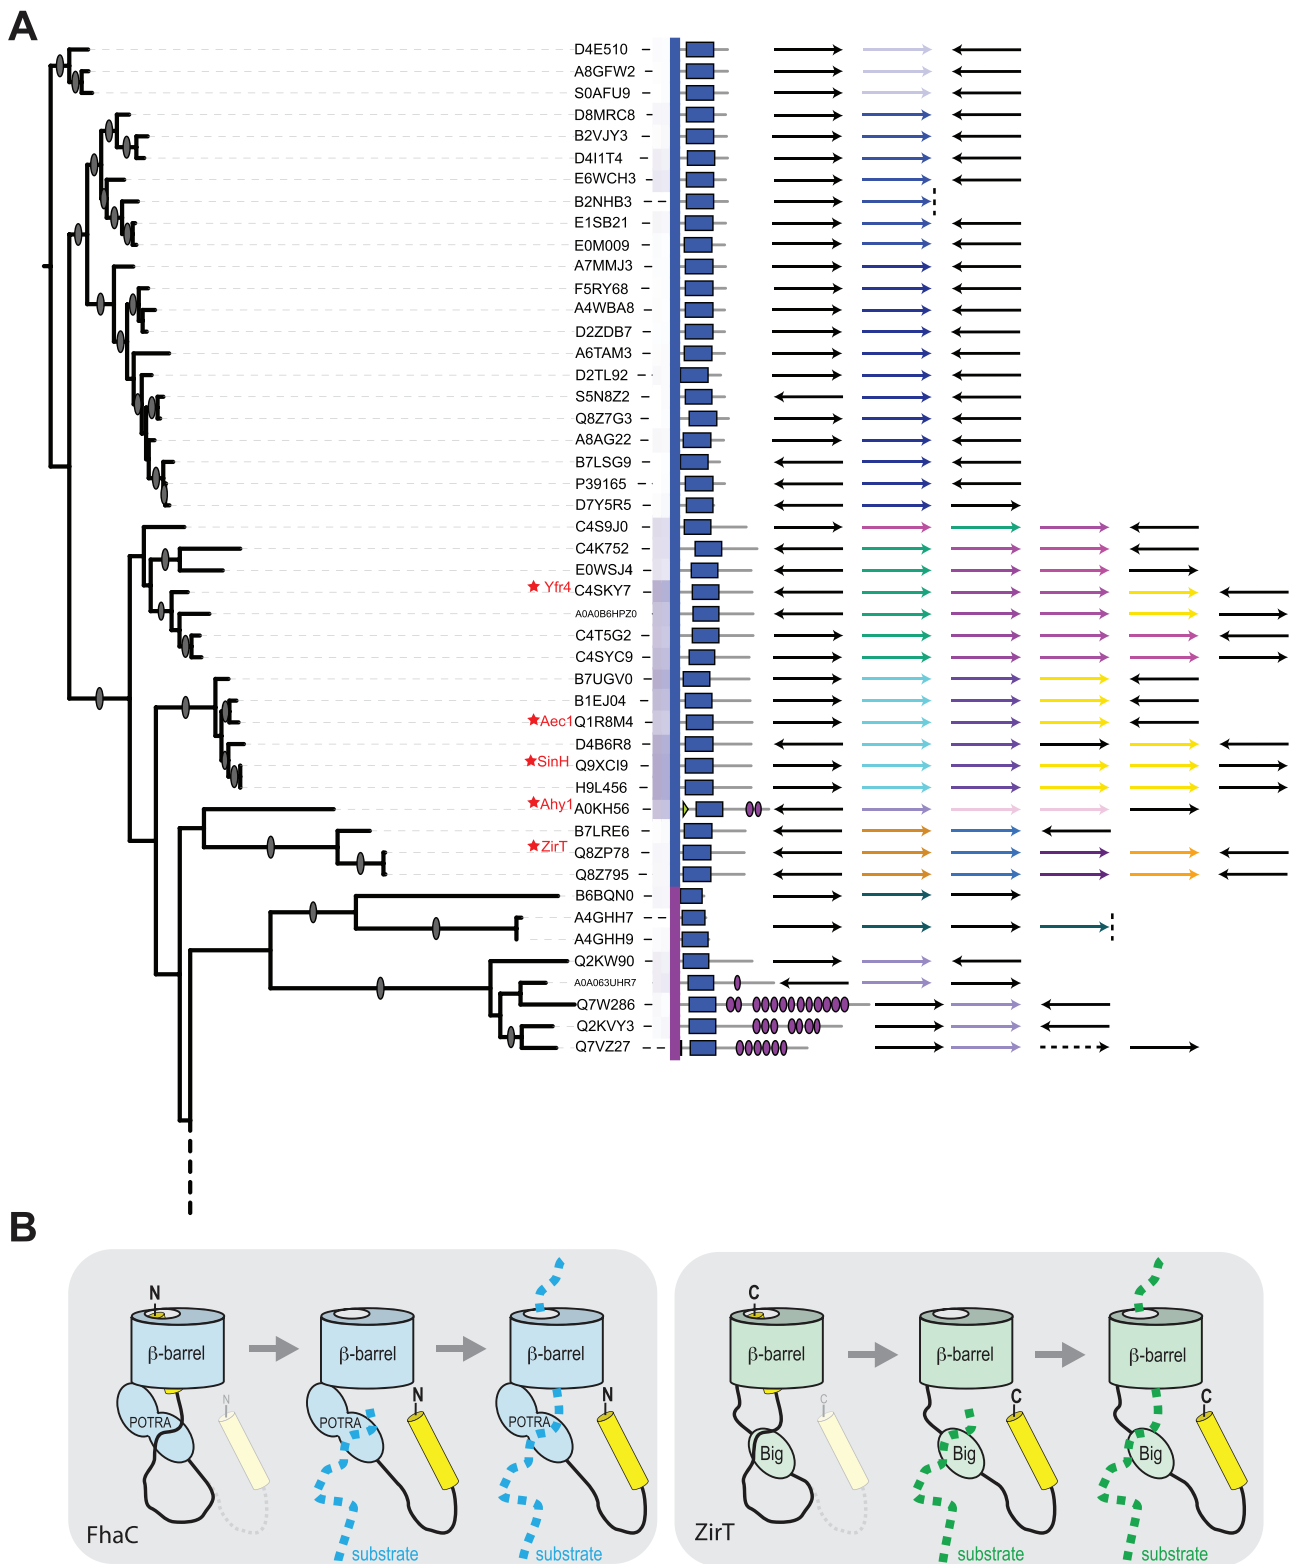 A
D4E510
A8GFW2
S0AFU9
D8MRC8
B2VJY3
D4I1T4
E6WCH3
B2NHB3
E1SB21
E0M009
A7MMJ3
F5RY68
A4WBA8
D2ZDB7
A6TAM3
D2TL92
S5N8Z2
Q8Z7G3
A8AG22
B7LSG9
P39165
D7Y5R5
C4S9J0
C4K752
E0WSJ4
Yfr4 C4SKY7
A0A0B6HPZ0
C4T5G2
C4SYC9
B7UGV0
B1EJ04
Aec1 Q1R8M4
D4B6R8
SinH Q9XCI9
H9L456
Ahy1 A0KH56
B7LRE6
ZirT Q8ZP78
Q8Z795
B6BQN0
A4GHH7
A4GHH9
Q2KW90
A0A063UHR7
Q7W286
Q2KVY3
Q7VZ27
B
N
β-barrel
POTRA
N
FhaC
β-barrel
POTRA
N
substrate
β-barrel
POTRA
N
substrate
C
β-barrel
Big
C
ZirT
β-barrel
Big
C
substrate
β-barrel
Big
C
substrate